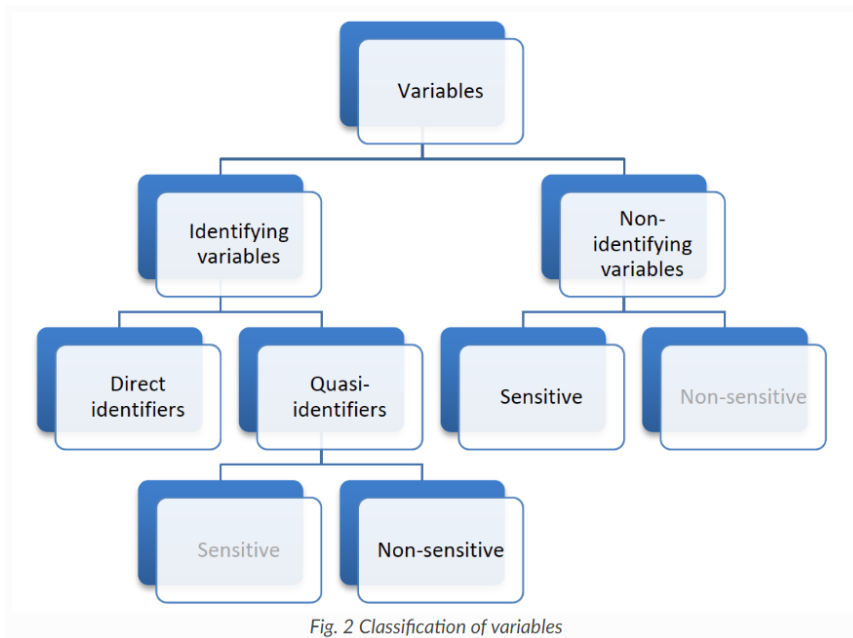 Variables
Identifying
variables
Non-
identifying
variables
Direct
identifiers
Quasi-
identifiers
Sensitive
Non-sensitive
Sensitive
Non-sensitive
Fig. 2 Classification of variables